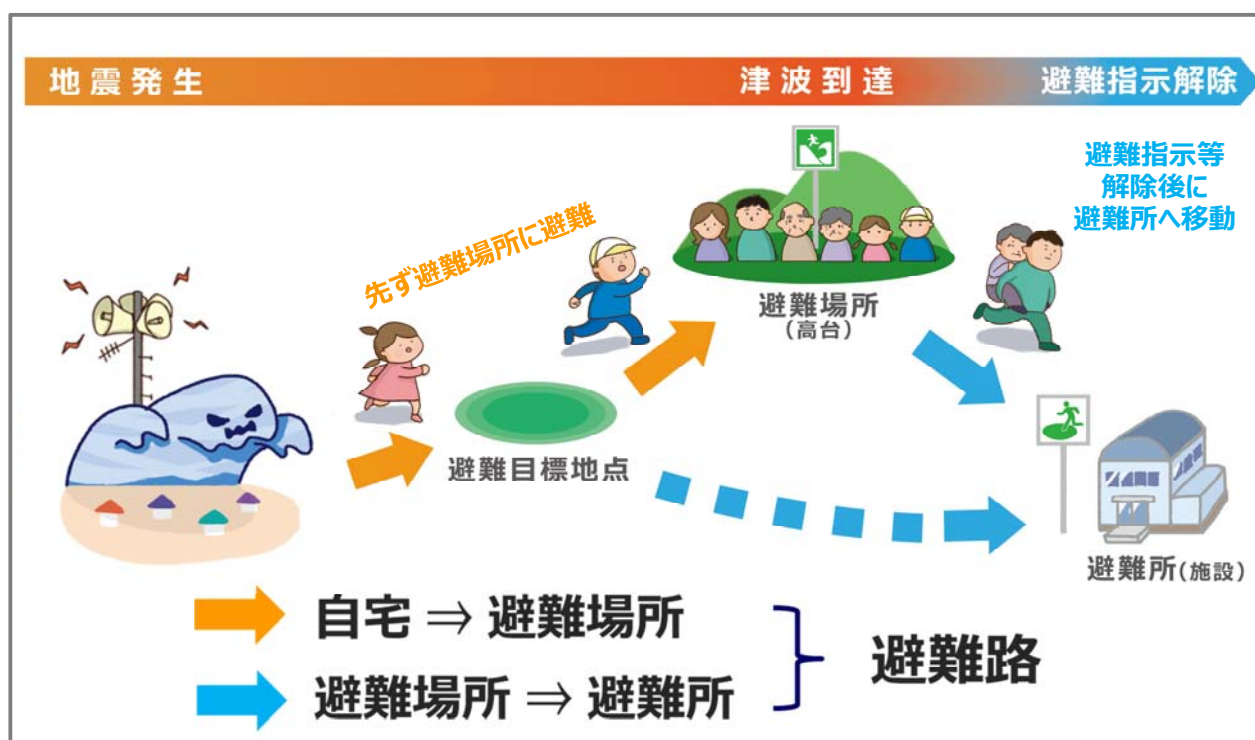 地震発生
津波到達
避難指示解除
避難指示等
解除後に
避難所へ移動
先ず避難場所に避難
避難場所
(高台)
避難目標地点
避難所(施設)
自宅⇒避難場所
避難場所⇒避難所
避難路